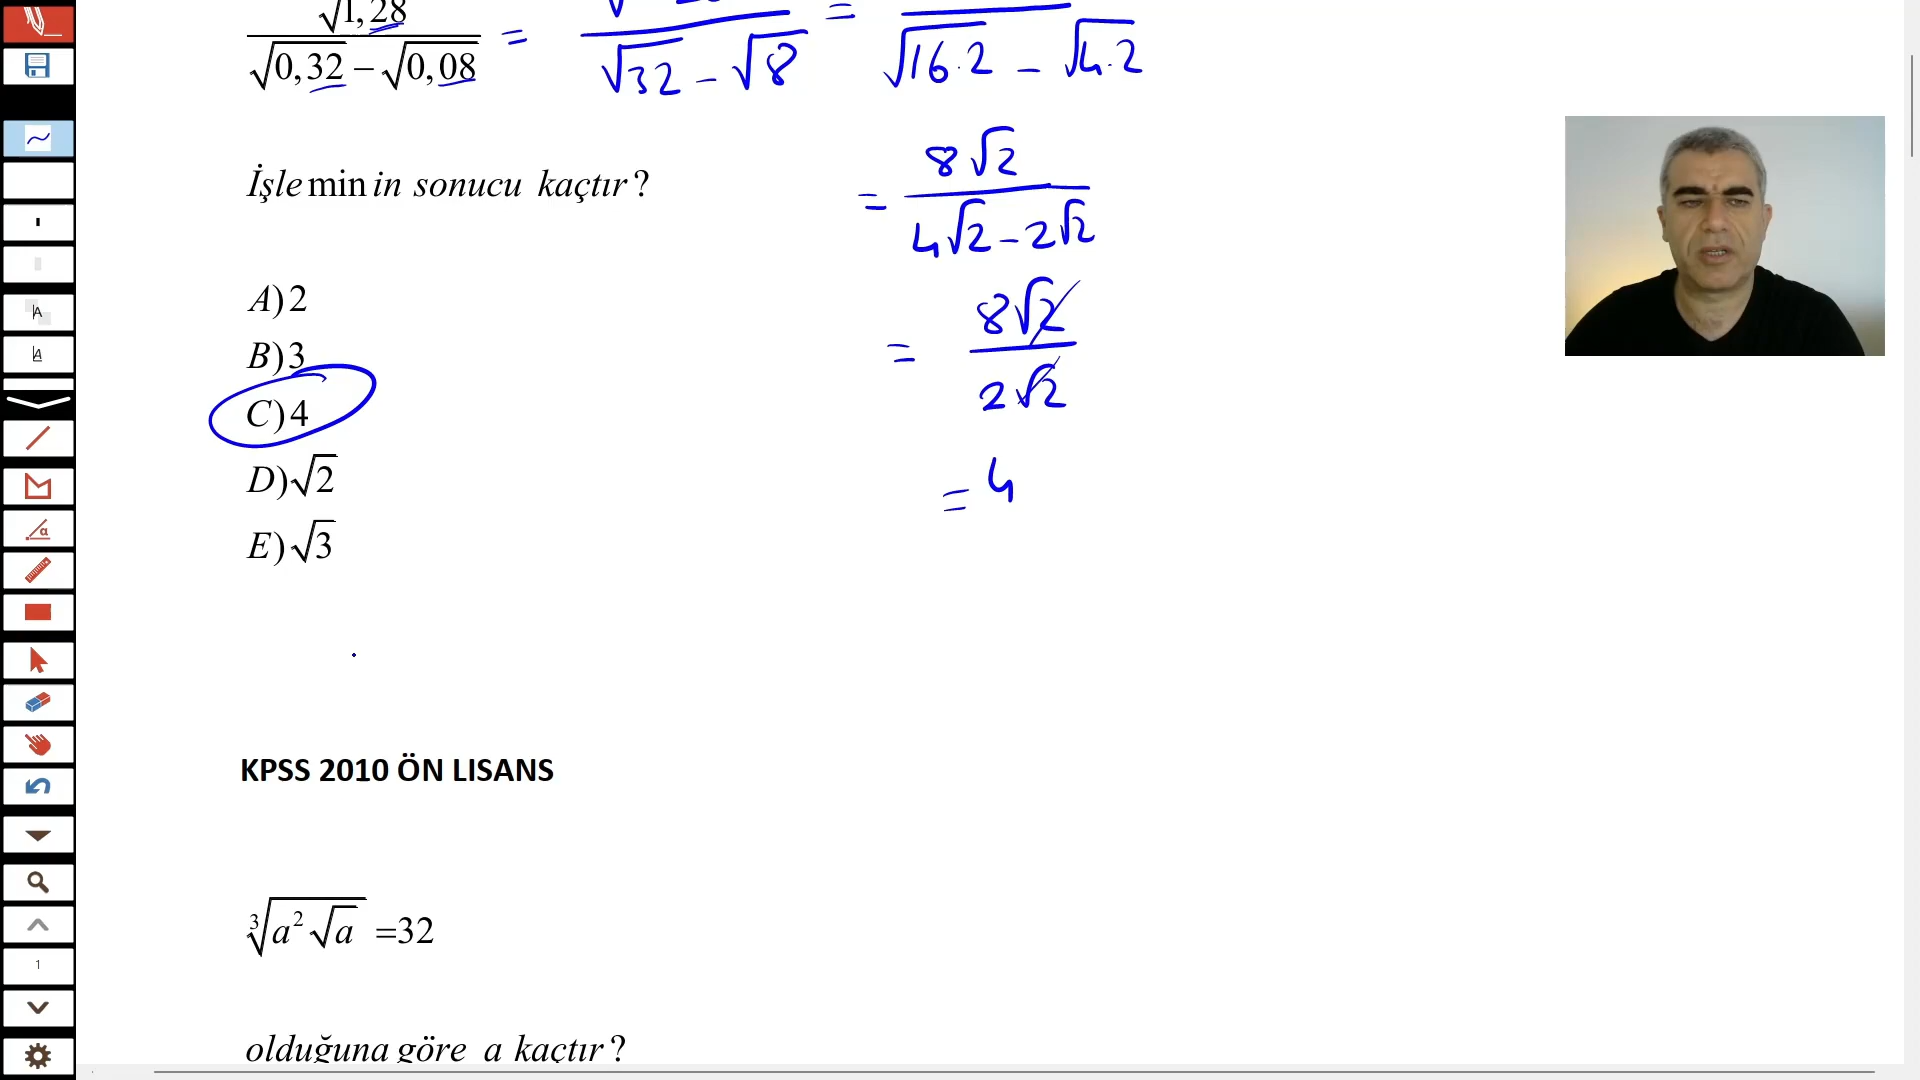 √1,28
√0,32 − √0,08
=
√32 − √8
=
√16.2 − √4.2
İşleminin sonucu kaçtır?
= 8√2
4√2 − 2√2
= 8√2
2√2
= 4
A) 2
B) 3
C) 4
D) √2
E) √3
KPSS 2010 ÖN LISANS
∛(a² √a) =32
olduğuna göre a kaçtır?
A
A
α
1